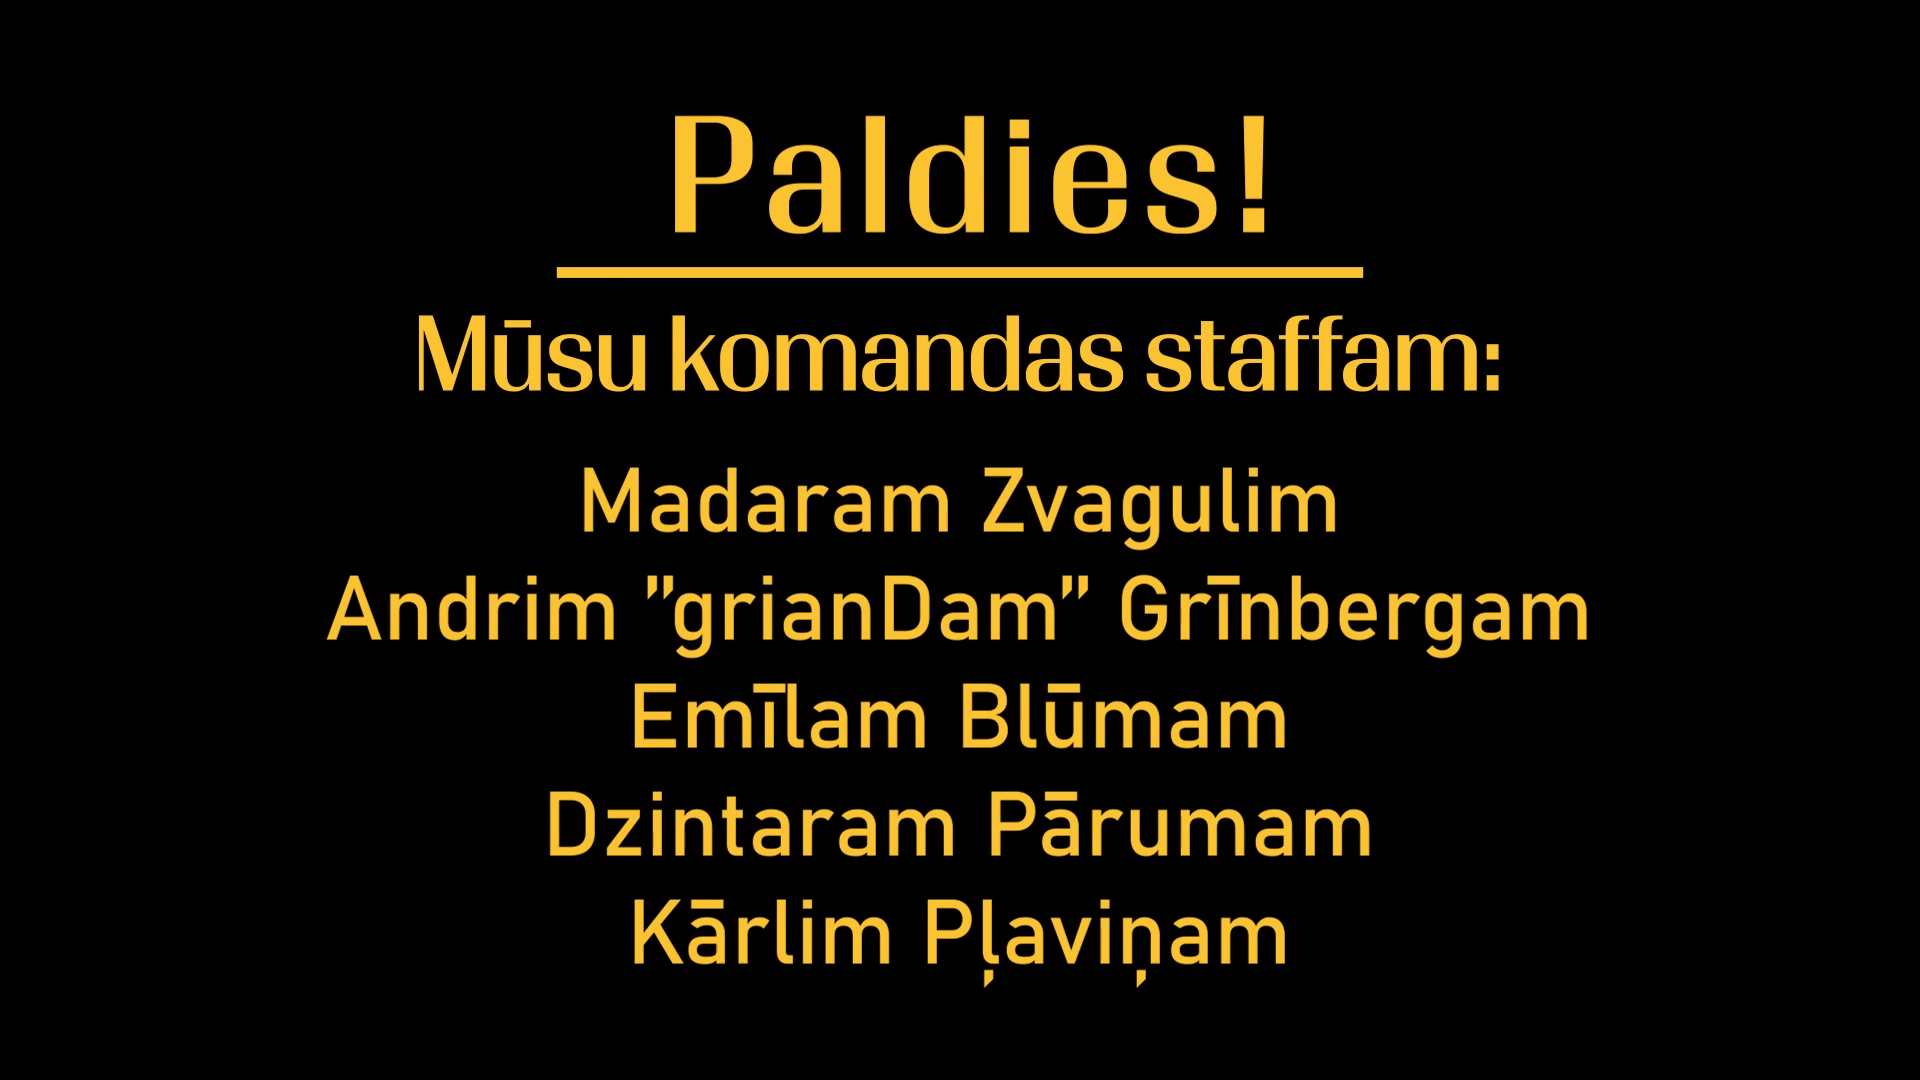 Paldies!
Mūsu komandas staffam:
Madaram Zvagulim
Andrim "grianDam" Grīnbergam
Emīlam Blūmam
Dzintaram Pārumam
Kārlim Pļaviņam